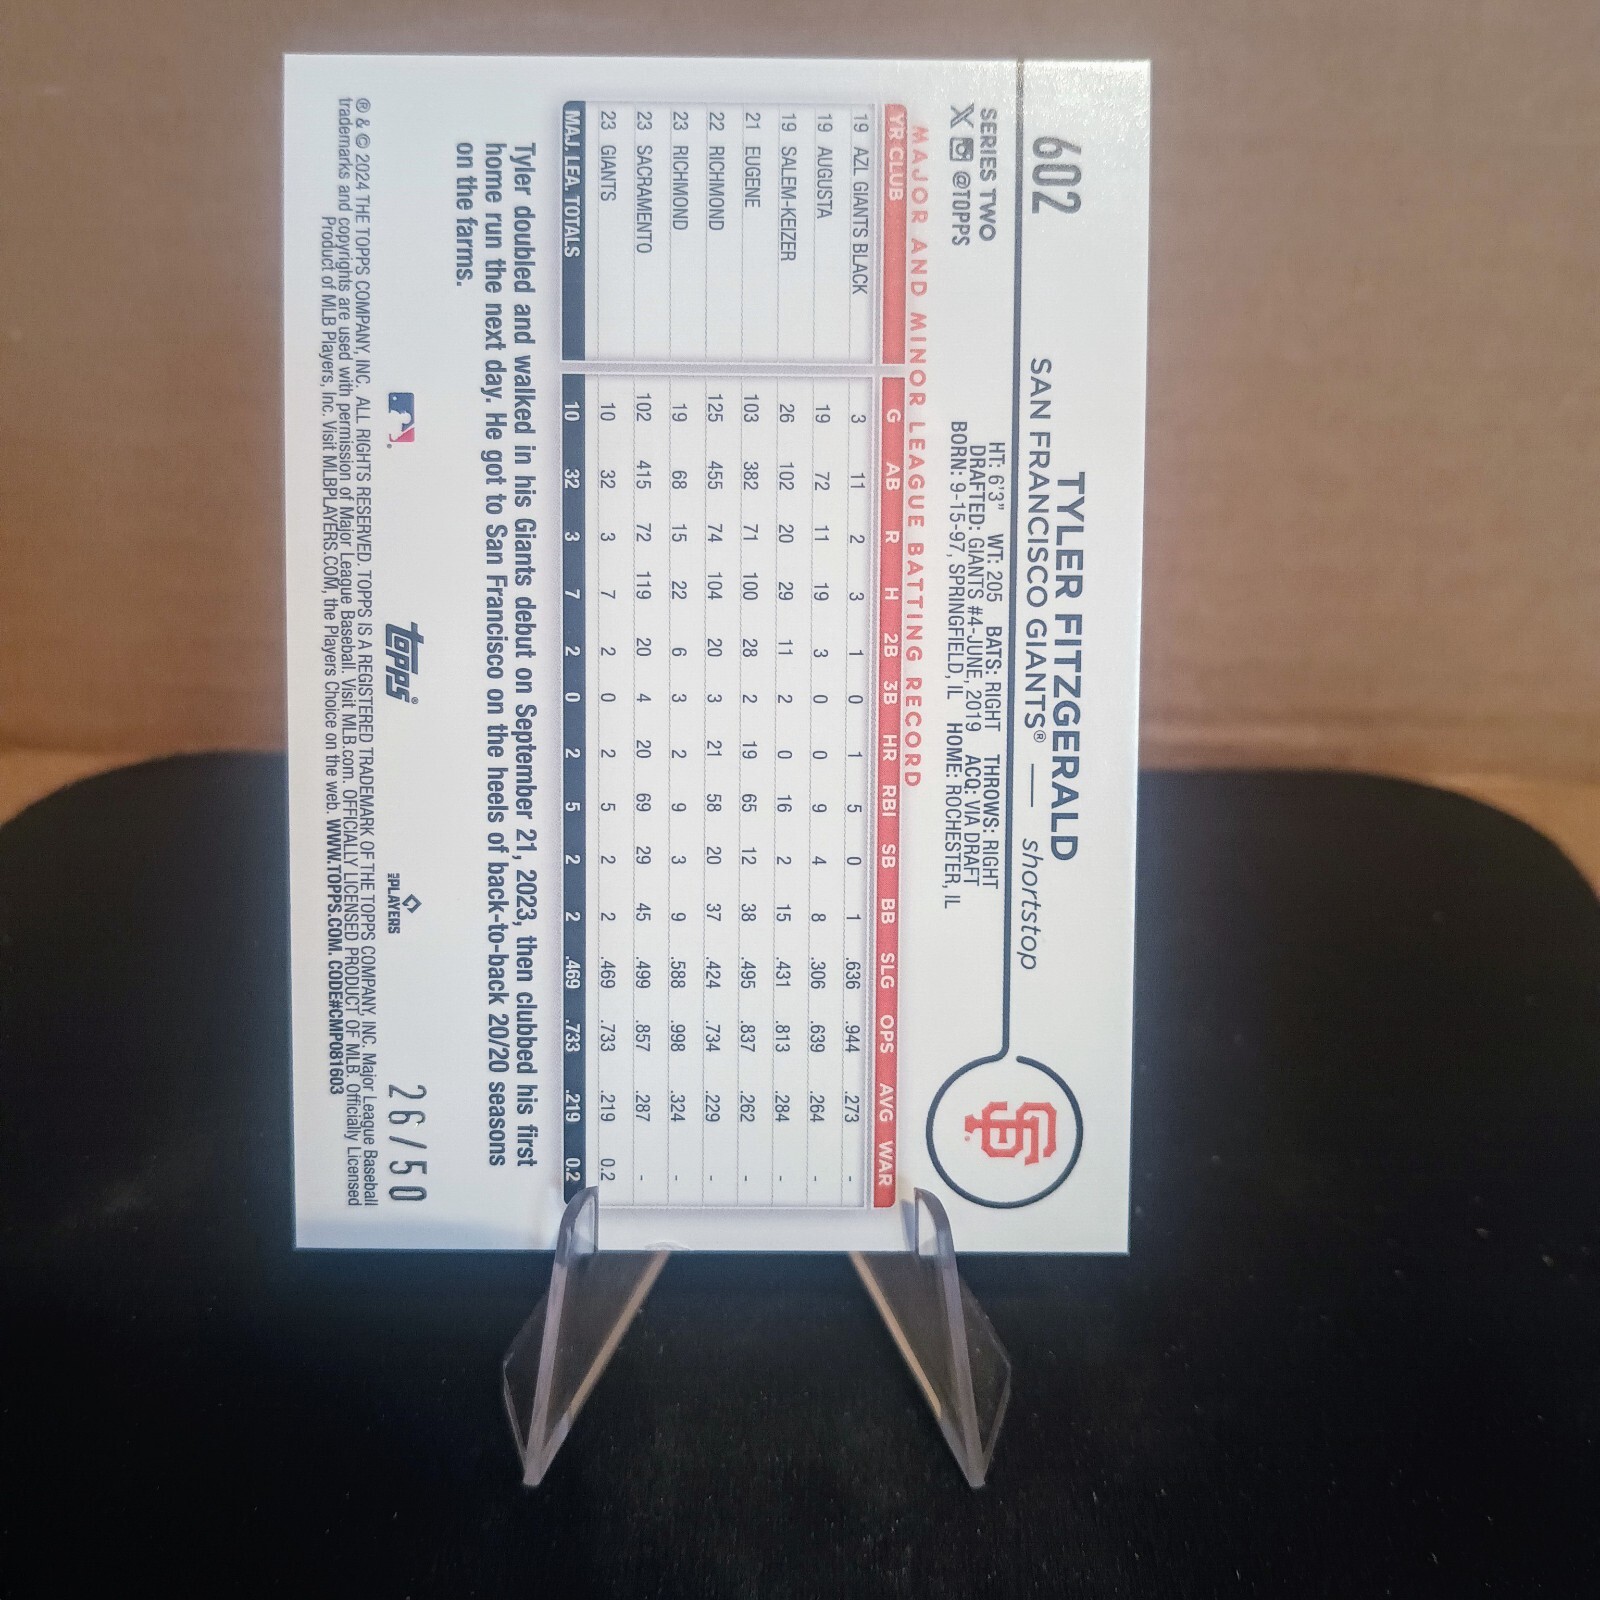 602
TYLER FITZGERALD
SAN FRANCISCO GIANTS® — shortstop
SERIES TWO
X @TOPPS
HT: 6'3" WT: 205 BATS: RIGHT THROWS: RIGHT
DRAFTED: GIANTS #4-JUNE, 2019 ACQ: VIA DRAFT
BORN: 9-15-97, SPRINGFIELD, IL HOME: ROCHESTER, IL
SF
MAJOR AND MINOR LEAGUE BATTING RECORD
YR CLUB G AB R H 2B 3B HR RBI SB BB SLG OPS AVG WAR
19 AZL GIANTS BLACK 3 11 2 3 1 0 1 5 0 1 .636 .944 .273 -
19 AUGUSTA 19 72 11 19 3 0 0 9 4 8 .306 .639 .264 -
19 SALEM-KEIZER 26 102 20 29 11 2 0 16 2 15 .431 .813 .284 -
21 EUGENE 103 382 71 100 28 2 19 65 12 38 .495 .837 .262 -
22 RICHMOND 125 455 74 104 20 3 21 58 20 37 .424 .734 .229 -
23 RICHMOND 19 68 15 22 6 3 2 9 3 9 .588 .998 .324 -
23 SACRAMENTO 102 415 72 119 20 4 20 69 29 45 .499 .857 .287 -
23 GIANTS 10 32 3 7 2 0 2 5 2 2 .469 .733 .219 0.2
MAJ. LEA. TOTALS 10 32 3 7 2 0 2 5 2 2 .469 .733 .219 0.2
Tyler doubled and walked in his Giants debut on September 21, 2023, then clubbed his first
home run the next day. He got to San Francisco on the heels of back-to-back 20/20 seasons
on the farms.
topps®
PLAYERS
26/50
® & © 2024 THE TOPPS COMPANY, INC. ALL RIGHTS RESERVED. TOPPS IS A REGISTERED TRADEMARK OF THE TOPPS COMPANY, INC. Major League Baseball
trademarks and copyrights are used with permission of Major League Baseball. Visit MLB.com. OFFICIALLY LICENSED PRODUCT OF MLB. Officially Licensed
Product of MLB Players, Inc. Visit MLBPLAYERS.COM, the Players Choice on the web. WWW.TOPPS.COM. CODE#CMP081603